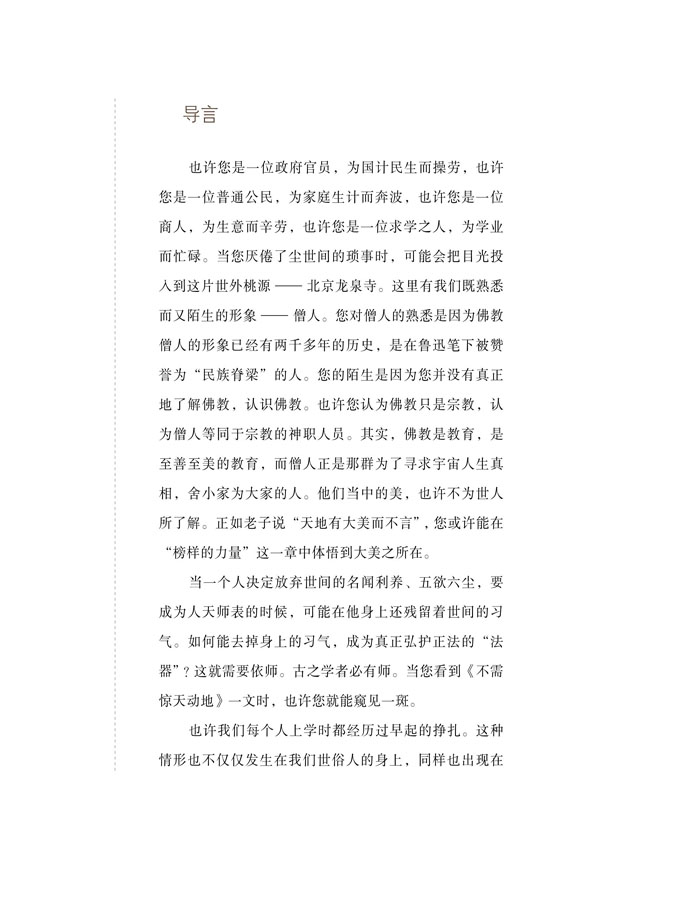 导言
也许您是一位政府官员，为国计民生而操劳，也许
您是一位普通公民，为家庭生计而奔波，也许您是一位
商人，为生意而辛劳，也许您是一位求学之人，为学业
而忙碌。当您厌倦了尘世间的琐事时，可能会把目光投
入到这片世外桃源 —— 北京龙泉寺。这里有我们既熟悉
而又陌生的形象 —— 僧人。您对僧人的熟悉是因为佛教
僧人的形象已经有两千多年的历史，是在鲁迅笔下被赞
誉为“民族脊梁”的人。您的陌生是因为您并没有真正
地了解佛教，认识佛教。也许您认为佛教只是宗教，认
为僧人等同于宗教的神职人员。其实，佛教是教育，是
至善至美的教育，而僧人正是那群为了寻求宇宙人生真
相，舍小家为大家的人。他们当中的美，也许不为世人
所了解。正如老子说“天地有大美而不言”，您或许能在
“榜样的力量”这一章中体悟到大美之所在。
当一个人决定放弃世间的名闻利养、五欲六尘，要
成为人天师表的时候，可能在他身上还残留着世间的习
气。如何能去掉身上的习气，成为真正弘护正法的“法
器”？这就需要依师。古之学者必有师。当您看到《不需
惊天动地》一文时，也许您就能窥见一斑。
也许我们每个人上学时都经历过早起的挣扎。这种
情形也不仅仅发生在我们世俗人的身上，同样也出现在